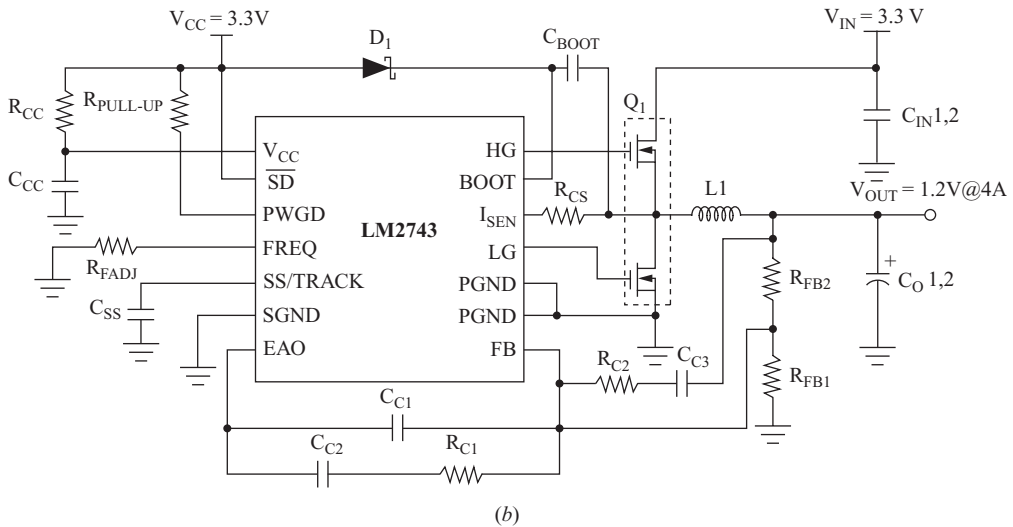 V_CC = 3.3V
V_IN = 3.3 V
D_1
C_BOOT
R_CC
R_PULL-UP
Q_1
C_IN1,2
V_CC
HG
C_CC
SD
BOOT
R_CS
L1
V_OUT = 1.2V@4A
PWGD
I_SEN
LM2743
FREQ
LG
R_FADJ
SS/TRACK
PGND
R_FB2
+
C_O 1,2
C_SS
SGND
PGND
EAO
FB
R_C2
C_C3
R_FB1
C_C1
C_C2
R_C1
(b)